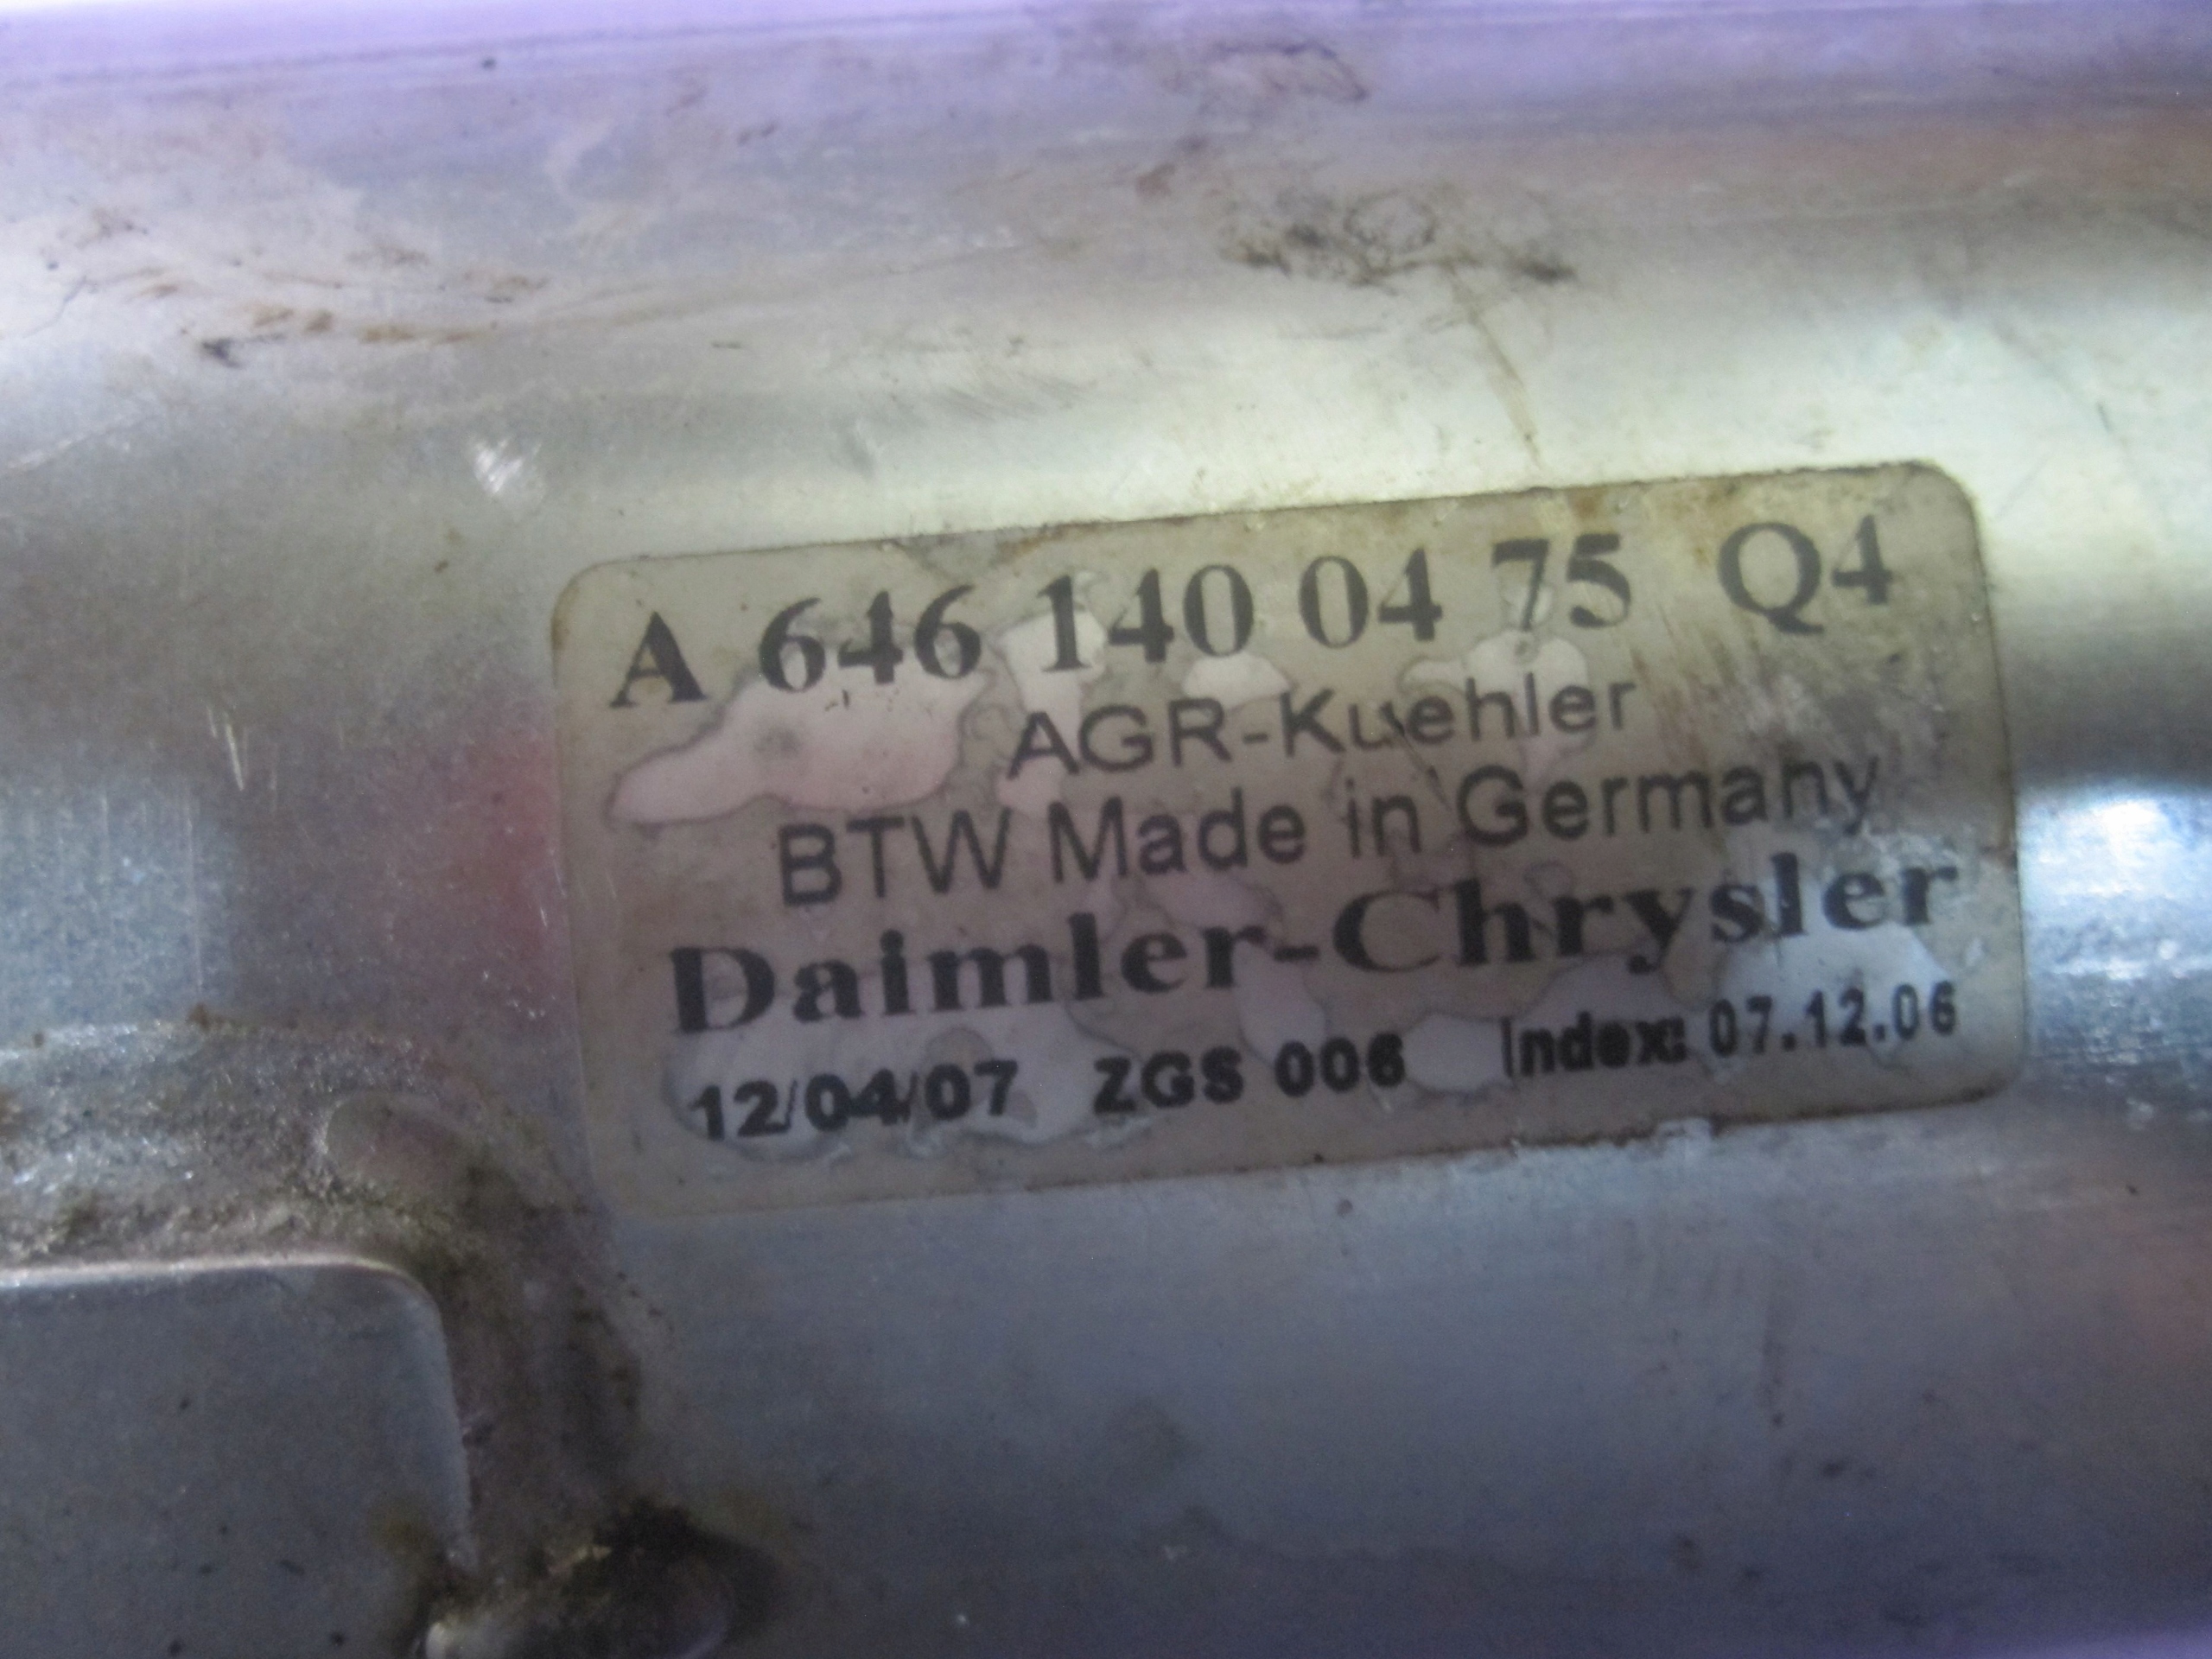 A 646 140 04 75 Q4
AGR-Kuehler
BTW Made in Germany
Daimler-Chrysler
12/04/07 ZGS 006 Index: 07.12.06